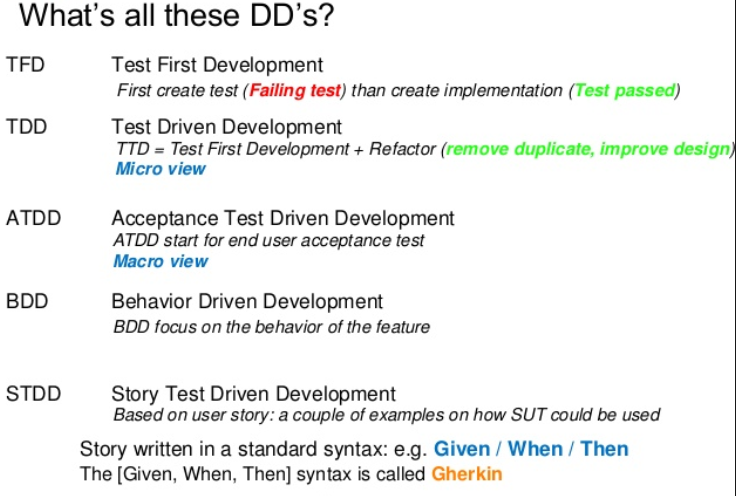 What's all these DD's?
TFD Test First Development
First create test (Failing test) than create implementation (Test passed)
TDD Test Driven Development
TTD = Test First Development + Refactor (remove duplicate, improve design)
Micro view
ATDD Acceptance Test Driven Development
ATDD start for end user acceptance test
Macro view
BDD Behavior Driven Development
BDD focus on the behavior of the feature
STDD Story Test Driven Development
Based on user story: a couple of examples on how SUT could be used
Story written in a standard syntax: e.g. Given / When / Then
The [Given, When, Then] syntax is called Gherkin